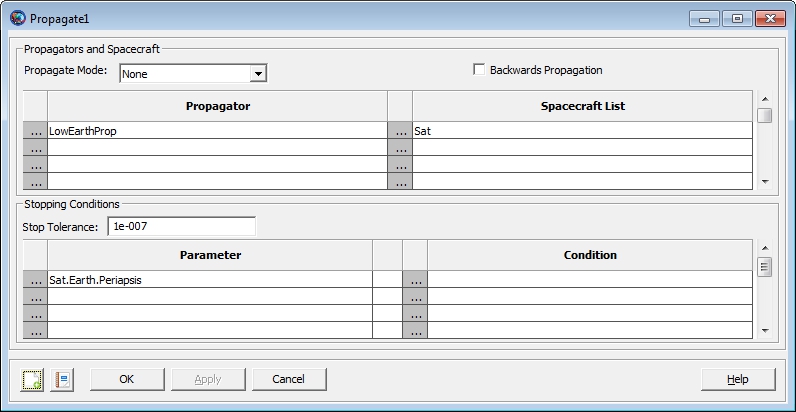 Propagate1
Propagators and Spacecraft
Propagate Mode: None Backwards Propagation
Propagator Spacecraft List
... LowEarthProp ... Sat
... ...
... ...
... ...
Stopping Conditions
Stop Tolerance: 1e-007
Parameter Condition
... Sat.Earth.Periapsis ...
... ...
... ...
... ...
OK Apply Cancel Help